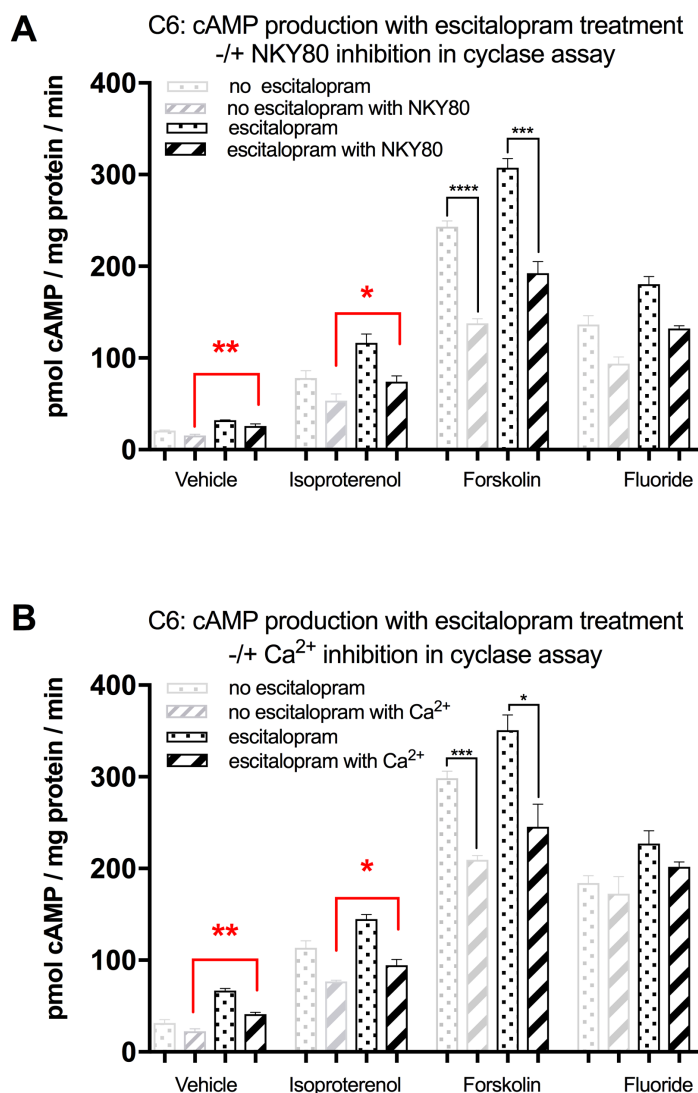 A
C6: cAMP production with escitalopram treatment
-/+ NKY80 inhibition in cyclase assay
pmol cAMP / mg protein / min
400
300
200
100
0
no  escitalopram
no escitalopram with NKY80
escitalopram
escitalopram with NKY80
**
*
****
***
Vehicle Isoproterenol Forskolin Fluoride
B
C6: cAMP production with escitalopram treatment
-/+ Ca²⁺ inhibition in cyclase assay
pmol cAMP / mg protein / min
400
300
200
100
0
no escitalopram
no escitalopram with Ca²⁺
escitalopram
escitalopram with Ca²⁺
**
*
***
*
Vehicle Isoproterenol Forskolin Fluoride